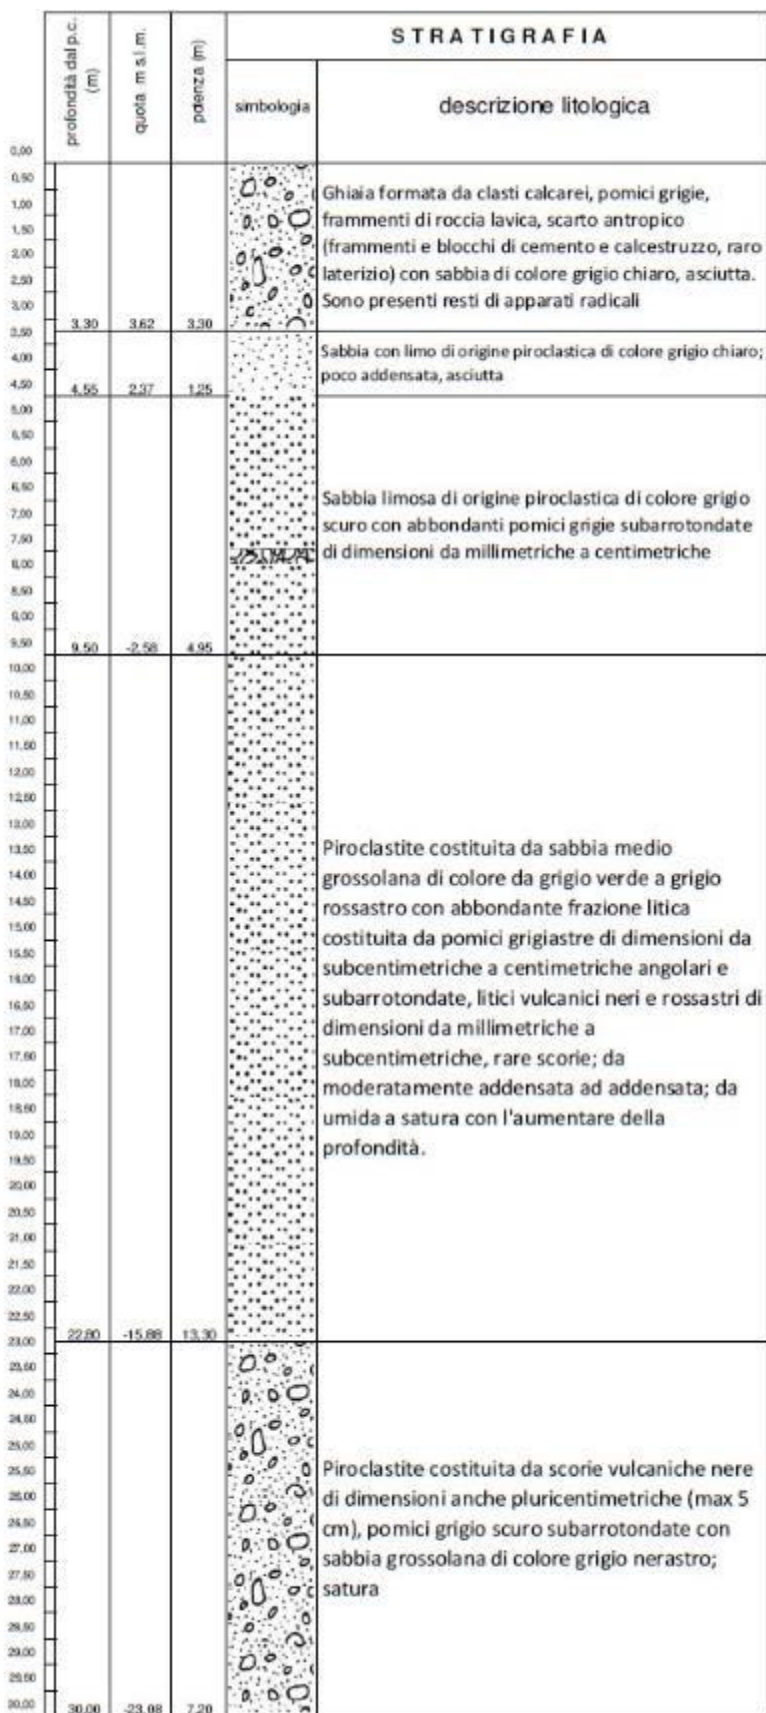 STRATIGRAFIA
profondità dal p.c. (m)
quota m s.l.m.
potenza (m)
simbologia
descrizione litologica
0,00
0,50
1,00
1,50
2,00
2,50
3,00
3,50
4,00
4,50
5,00
5,50
6,00
6,50
7,00
7,50
8,00
8,50
9,00
9,50
10,00
10,50
11,00
11,50
12,00
12,50
13,00
13,50
14,00
14,50
15,00
15,50
16,00
16,50
17,00
17,50
18,00
18,50
19,00
19,50
20,00
20,50
21,00
21,50
22,00
22,50
23,00
23,50
24,00
24,50
25,00
25,50
26,00
26,50
27,00
27,50
28,00
28,50
29,00
29,50
30,00
Ghiaia formata da clasti calcarei, pomici grigie,
frammenti di roccia lavica, scarto antropico
(frammenti e blocchi di cemento e calcestruzzo, raro
laterizio) con sabbia di colore grigio chiaro, asciutta.
Sono presenti resti di apparati radicali
3,30 3,62 3,30
Sabbia con limo di origine piroclastica di colore grigio chiaro;
poco addensata, asciutta
4,55 2,37 1,25
Sabbia limosa di origine piroclastica di colore grigio
scuro con abbondanti pomici grigie subarrotondate
di dimensioni da millimetriche a centimetriche
9,50 -2,58 4,95
Piroclastite costituita da sabbia medio
grossolana di colore da grigio verde a grigio
rossastro con abbondante frazione litica
costituita da pomici grigiastre di dimensioni da
subcentimetriche a centimetriche angolari e
subarrotondate, litici vulcanici neri e rossastri di
dimensioni da millimetriche a
subcentimetriche, rare scorie; da
moderatamente addensata ad addensata; da
umida a satura con l'aumentare della
profondità.
22,80 -15,88 13,30
Piroclastite costituita da scorie vulcaniche nere
di dimensioni anche pluricentimetriche (max 5
cm), pomici grigio scuro subarrotondate con
sabbia grossolana di colore grigio nerastro;
satura
30,00 -23,08 7,20